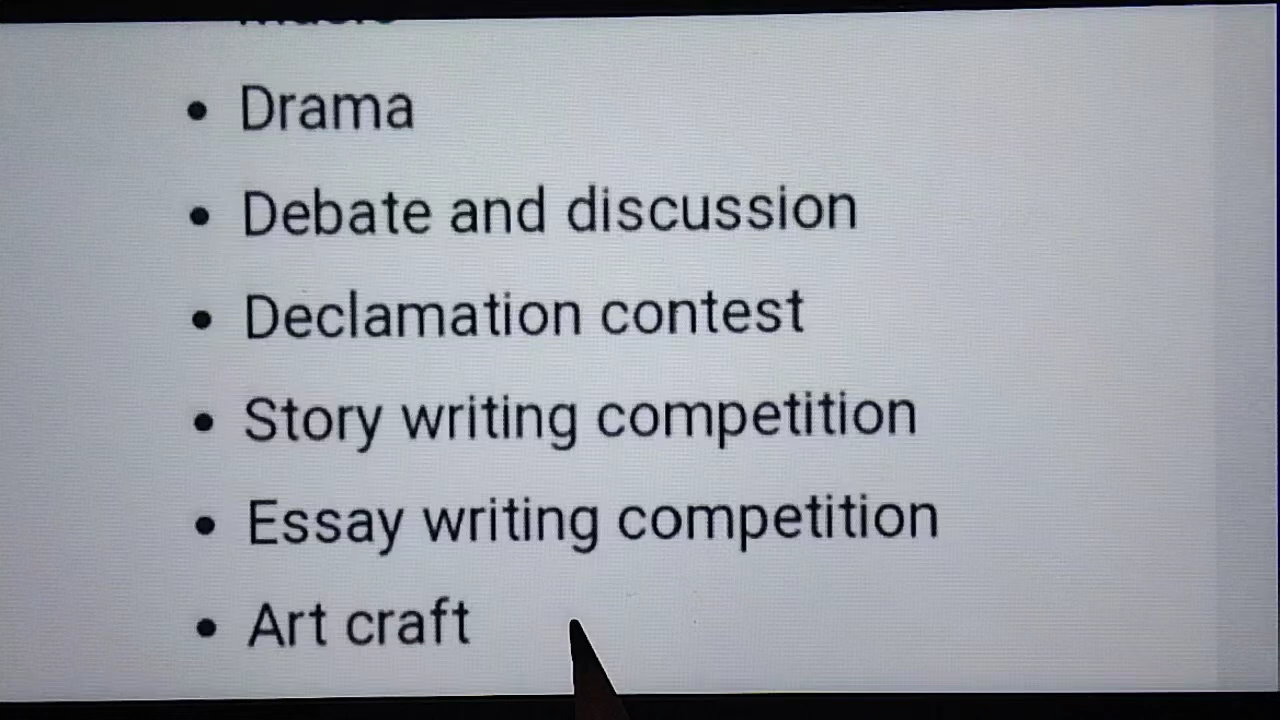 • Drama
• Debate and discussion
• Declamation contest
• Story writing competition
• Essay writing competition
• Art craft